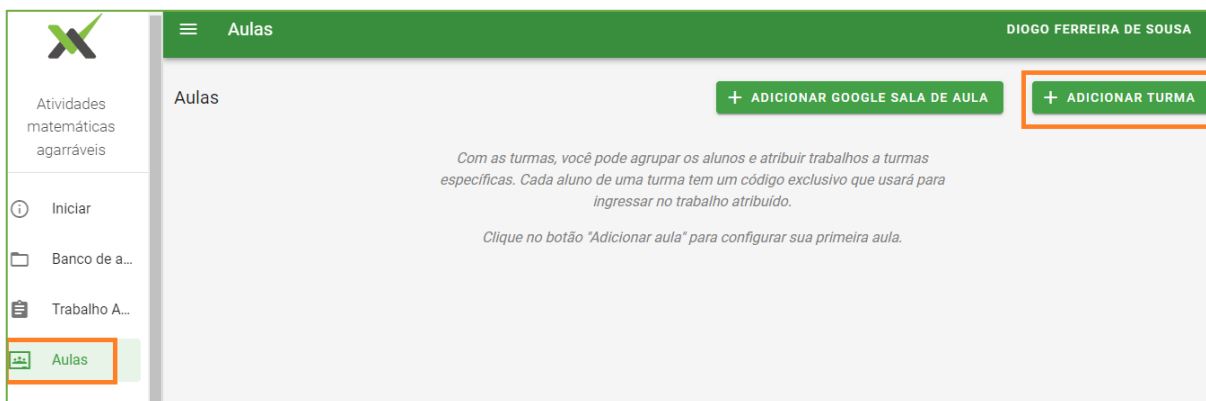 Aulas
DIOGO FERREIRA DE SOUSA
Atividades
matemáticas
agarráveis
Aulas
+ ADICIONAR GOOGLE SALA DE AULA
+ ADICIONAR TURMA
Com as turmas, você pode agrupar os alunos e atribuir trabalhos a turmas
específicas. Cada aluno de uma turma tem um código exclusivo que usará para
ingressar no trabalho atribuído.
Clique no botão "Adicionar aula" para configurar sua primeira aula.
Iniciar
Banco de a...
Trabalho A...
Aulas